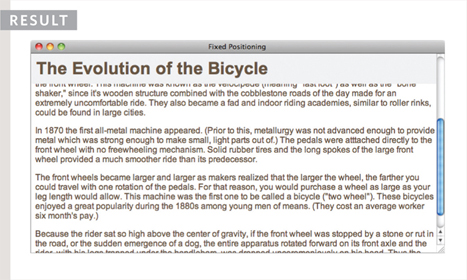 RESULT
Fixed Positioning
The Evolution of the Bicycle
the front wheel. This machine was known as the velocipede (meaning "fast foot") as well as the "bone
shaker," since it's wooden structure combined with the cobblestone roads of the day made for an
extremely uncomfortable ride. They also became a fad and indoor riding academies, similar to roller rinks,
could be found in large cities.
In 1870 the first all-metal machine appeared. (Prior to this, metallurgy was not advanced enough to provide
metal which was strong enough to make small, light parts out of.) The pedals were atttached directly to the
front wheel with no freewheeling mechanism. Solid rubber tires and the long spokes of the large front
wheel provided a much smoother ride than its predecessor.
The front wheels became larger and larger as makers realized that the larger the wheel, the farther you
could travel with one rotation of the pedals. For that reason, you would purchase a wheel as large as your
leg length would allow. This machine was the first one to be called a bicycle ("two wheel"). These bicycles
enjoyed a great popularity during the 1880s among young men of means. (They cost an average worker
six month's pay.)
Because the rider sat so high above the center of gravity, if the front wheel was stopped by a stone or rut in
the road, or the sudden emergence of a dog, the entire apparatus rotated forward on its front axle and the
rider, with his legs trapped under the handlebars, was dropped unceremoniously on his head. Thus the